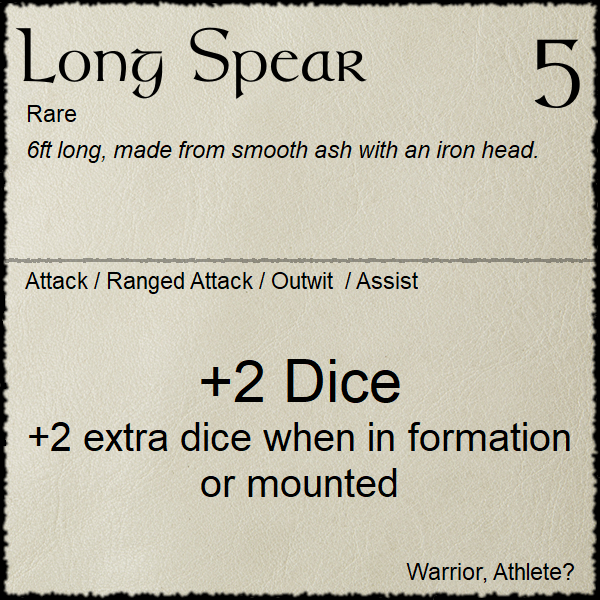 Long Spear
5
Rare
6ft long, made from smooth ash with an iron head.
Attack / Ranged Attack / Outwit / Assist
+2 Dice
+2 extra dice when in formation
or mounted
Warrior, Athlete?